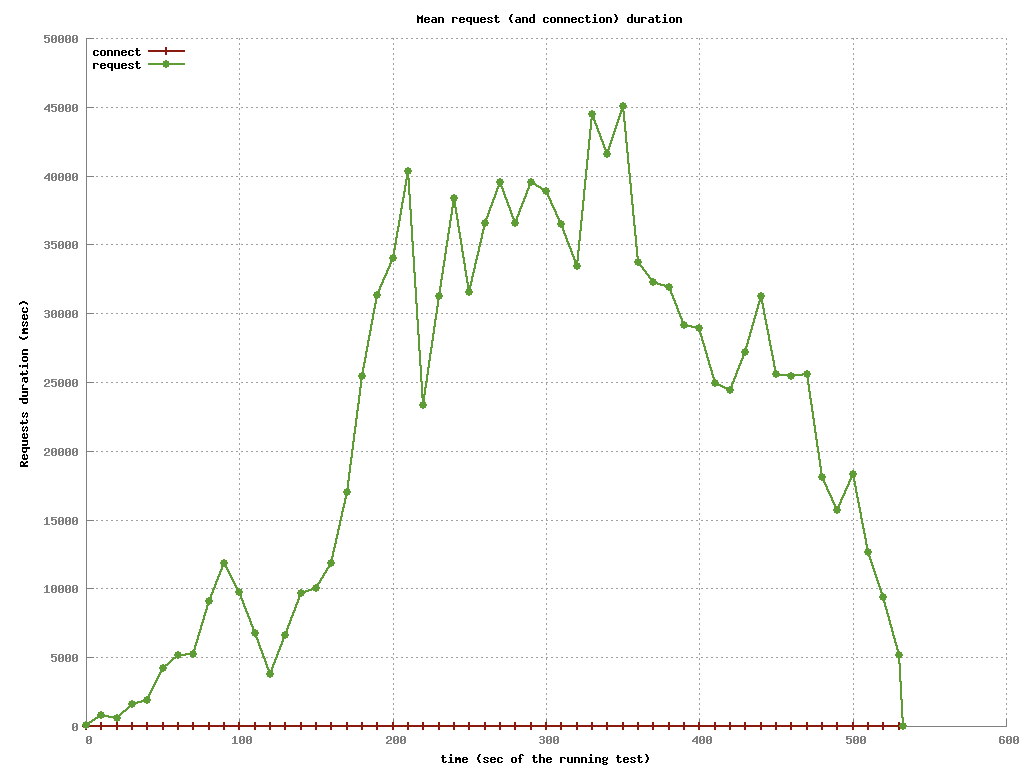 Mean request (and connection) duration
50000
connect
request
45000
40000
35000
30000
25000
20000
15000
10000
5000
0
Requests duration (msec)
0 100 200 300 400 500 600
time (sec of the running test)